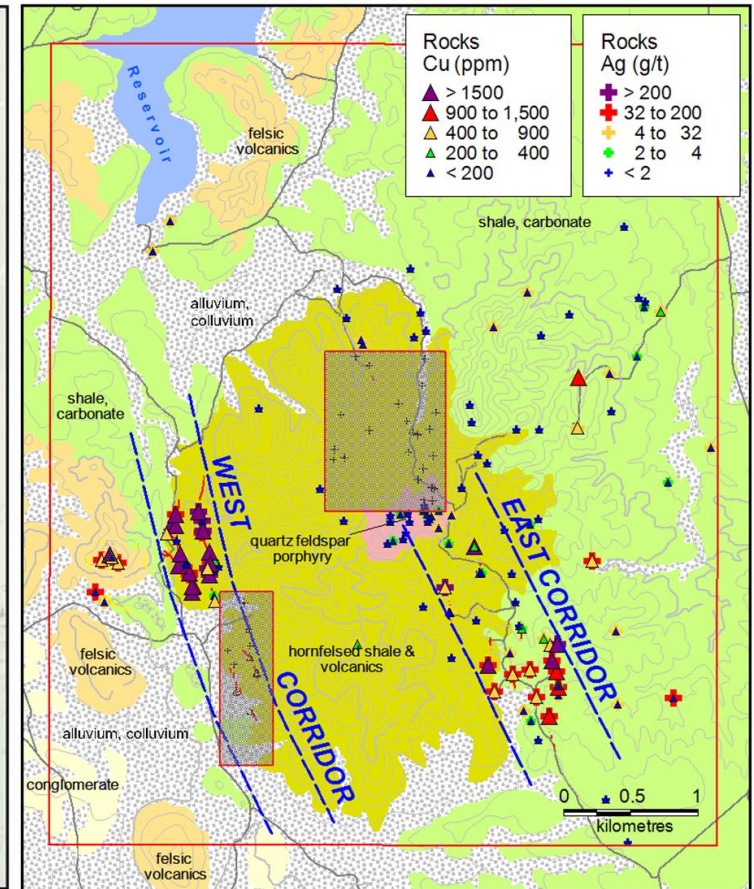 Rocks
Cu (ppm)
> 1500
900 to 1,500
400 to 900
200 to 400
< 200
Rocks
Ag (g/t)
> 200
32 to 200
4 to 32
2 to 4
< 2
Reservoir
felsic
volcanics
shale, carbonate
alluvium,
colluvium
shale,
carbonate
WEST
CORRIDOR
EAST CORRIDOR
quartz feldspar
porphyry
hornfelsed shale &
volcanics
felsic
volcanics
alluvium, colluvium
conglomerate
felsic
volcanics
0 0.5 1
kilometres